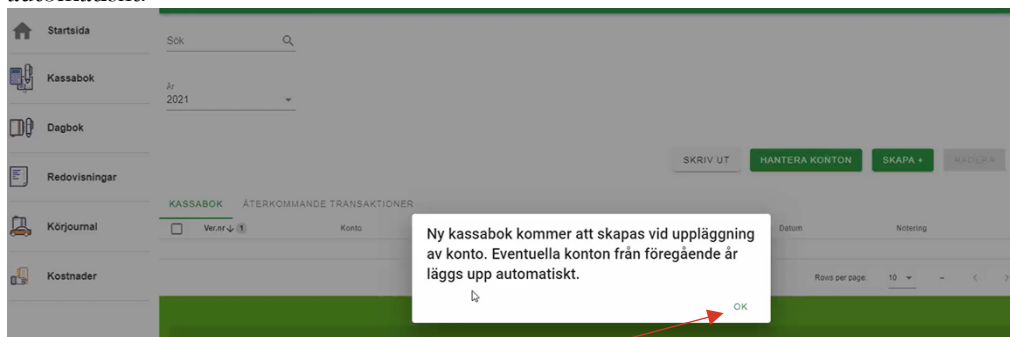 Startsida
Sök
Kassabok
År
2021
Dagbok
SKRIV UT HANTERA KONTON SKAPA + RADERA
Redovisningar
KASSABOK ÅTERKOMMANDE TRANSAKTIONER
Körjournal
Ver.nr 1 Konto Datum Notering
Ny kassabok kommer att skapas vid uppläggning
av konto. Eventuella konton från föregående år
läggs upp automatiskt.
Kostnader
Rows per page: 10 –
OK